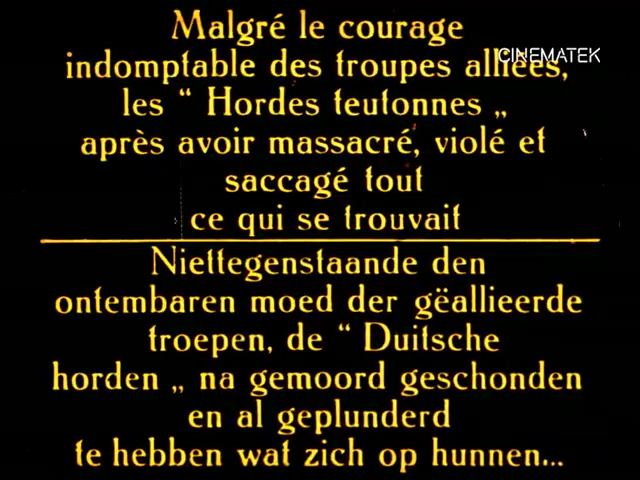 Malgré le courage
CINEMATEK
indomptable des troupes alliées,
les “ Hordes teutonnes „
après avoir massacré, violé et
saccagé tout
ce qui se trouvait
Niettegenstaande den
ontembaren moed der gëallieerde
troepen, de “ Duitsche
horden „ na gemoord geschonden
en al geplunderd
te hebben wat zich op hunnen...